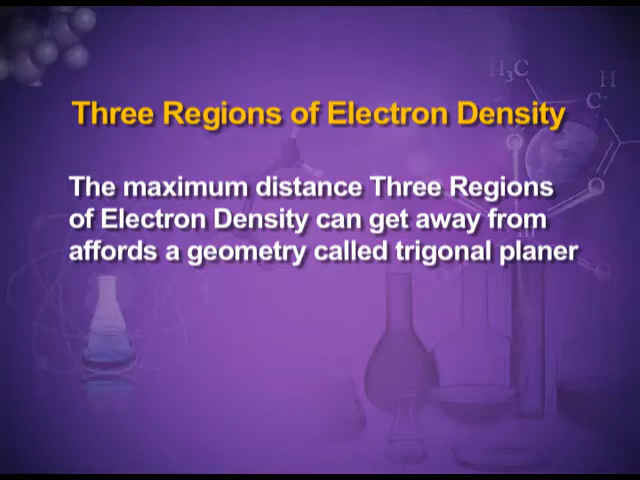 H₃C
H
C
Three Regions of Electron Density
The maximum distance Three Regions
of Electron Density can get away from
affords a geometry called trigonal planer